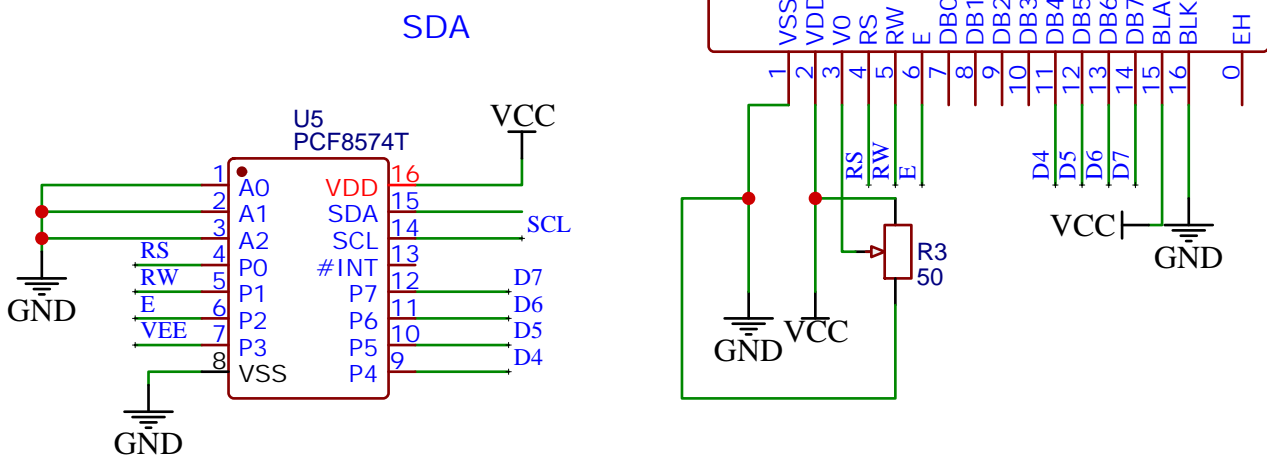 SDA
U5
PCF8574T
VCC
1 A0 VDD 16
2 A1 SDA 15
3 A2 SCL 14 SCL
RS 4 P0 #INT 13
RW 5 P1 P7 12 D7
E 6 P2 P6 11 D6
VEE 7 P3 P5 10 D5
8 VSS P4 9 D4
GND
GND
VSS VDD V0 RS RW E DB0 DB1 DB2 DB3 DB4 DB5 DB6 DB7 BLA BLK EH
1 2 3 4 5 6 7 8 9 10 11 12 13 14 15 16 0
RS RW E D4 D5 D6 D7
VCC
GND
R3
50
GND
VCC